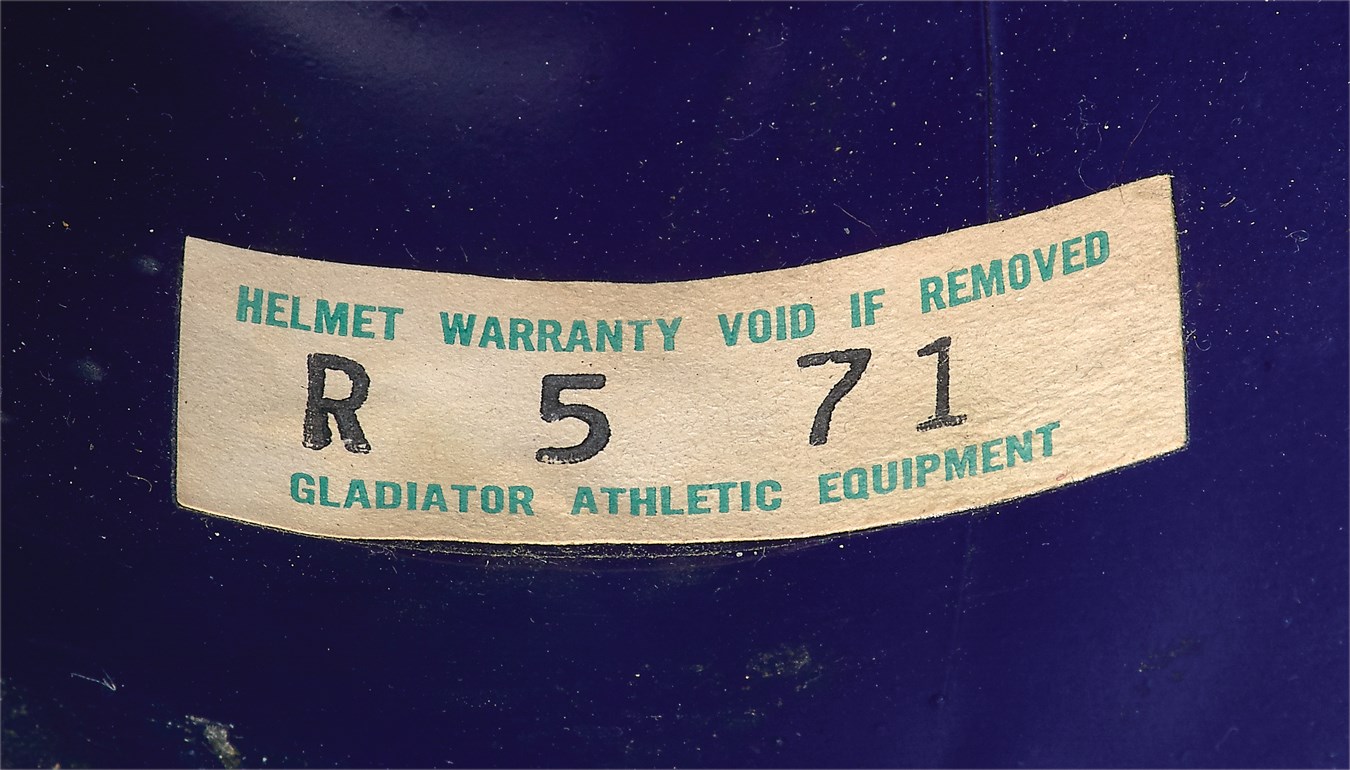 HELMET WARRANTY VOID IF REMOVED
R 5 71
GLADIATOR ATHLETIC EQUIPMENT